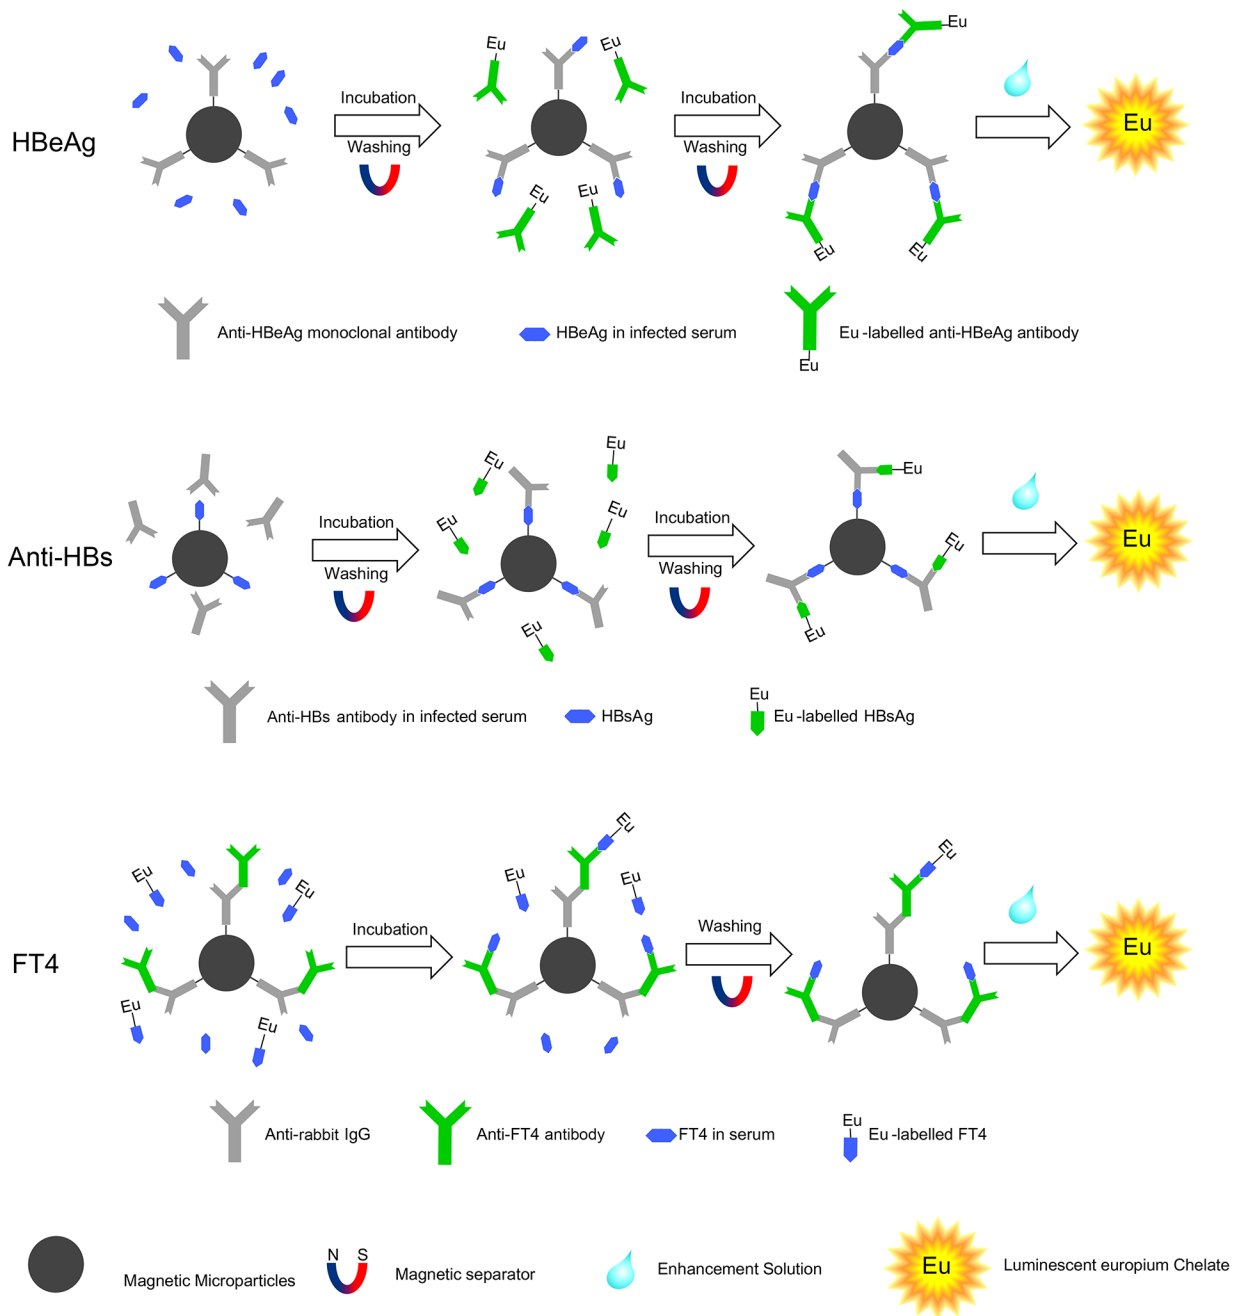 Eu
Eu
Eu
HBeAg
Incubation
Washing
Incubation
Washing
Eu
Eu
Eu
Eu
Eu
Anti-HBeAg monoclonal antibody
HBeAg in infected serum
Eu-labelled anti-HBeAg antibody
Eu
Eu
Eu
Eu
Eu
Anti-HBs
Incubation
Washing
Eu
Eu
Incubation
Washing
Eu
Eu
Eu
Eu
Anti-HBs antibody in infected serum
HBsAg
Eu-labelled HBsAg
Eu
Eu
Eu
Eu
Eu
Eu
Eu
FT4
Incubation
Washing
Eu
Eu
Eu
Anti-rabbit IgG
Anti-FT4 antibody
FT4 in serum
Eu
Eu-labelled FT4
N S
Magnetic Microparticles
Magnetic separator
Enhancement Solution
Eu
Luminescent europium Chelate